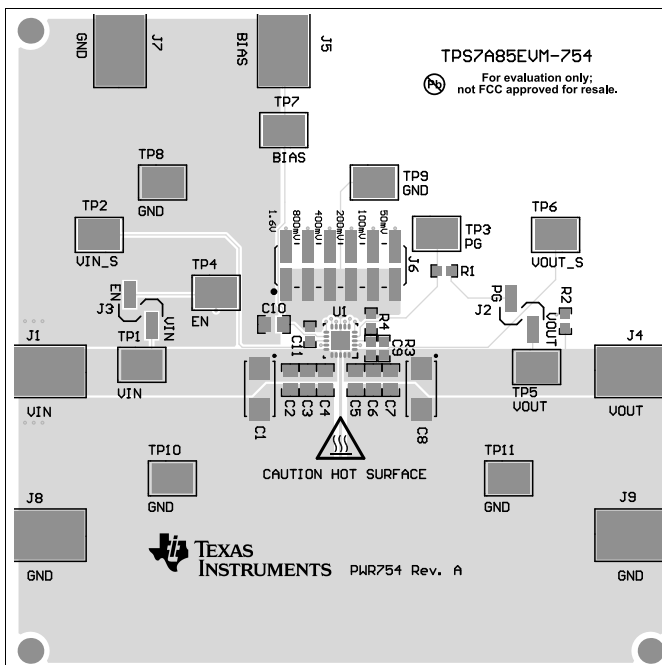 J7
GND
J5
BIAS
TPS7A85EVM-754
Pb
For evaluation only;
not FCC approved for resale.
TP7
BIAS
TP8
GND
TP9
GND
TP2
VIN_S
1.6V
800mV
400mV
200mV
100mV
50mV
J6
TP3
PG
TP6
VOUT_S
TP4
EN
R1
J3
EN
VIN
PG
J2
VOUT
R2
C10
C11
U1
R4
C9
R3
J1
VIN
TP1
VIN
TP5
VOUT
J4
VOUT
C1
C2
C3
C4
C5
C6
C7
C8
CAUTION HOT SURFACE
TP10
GND
TP11
GND
J8
GND
J9
GND
TEXAS
INSTRUMENTS
PWR754 Rev. A